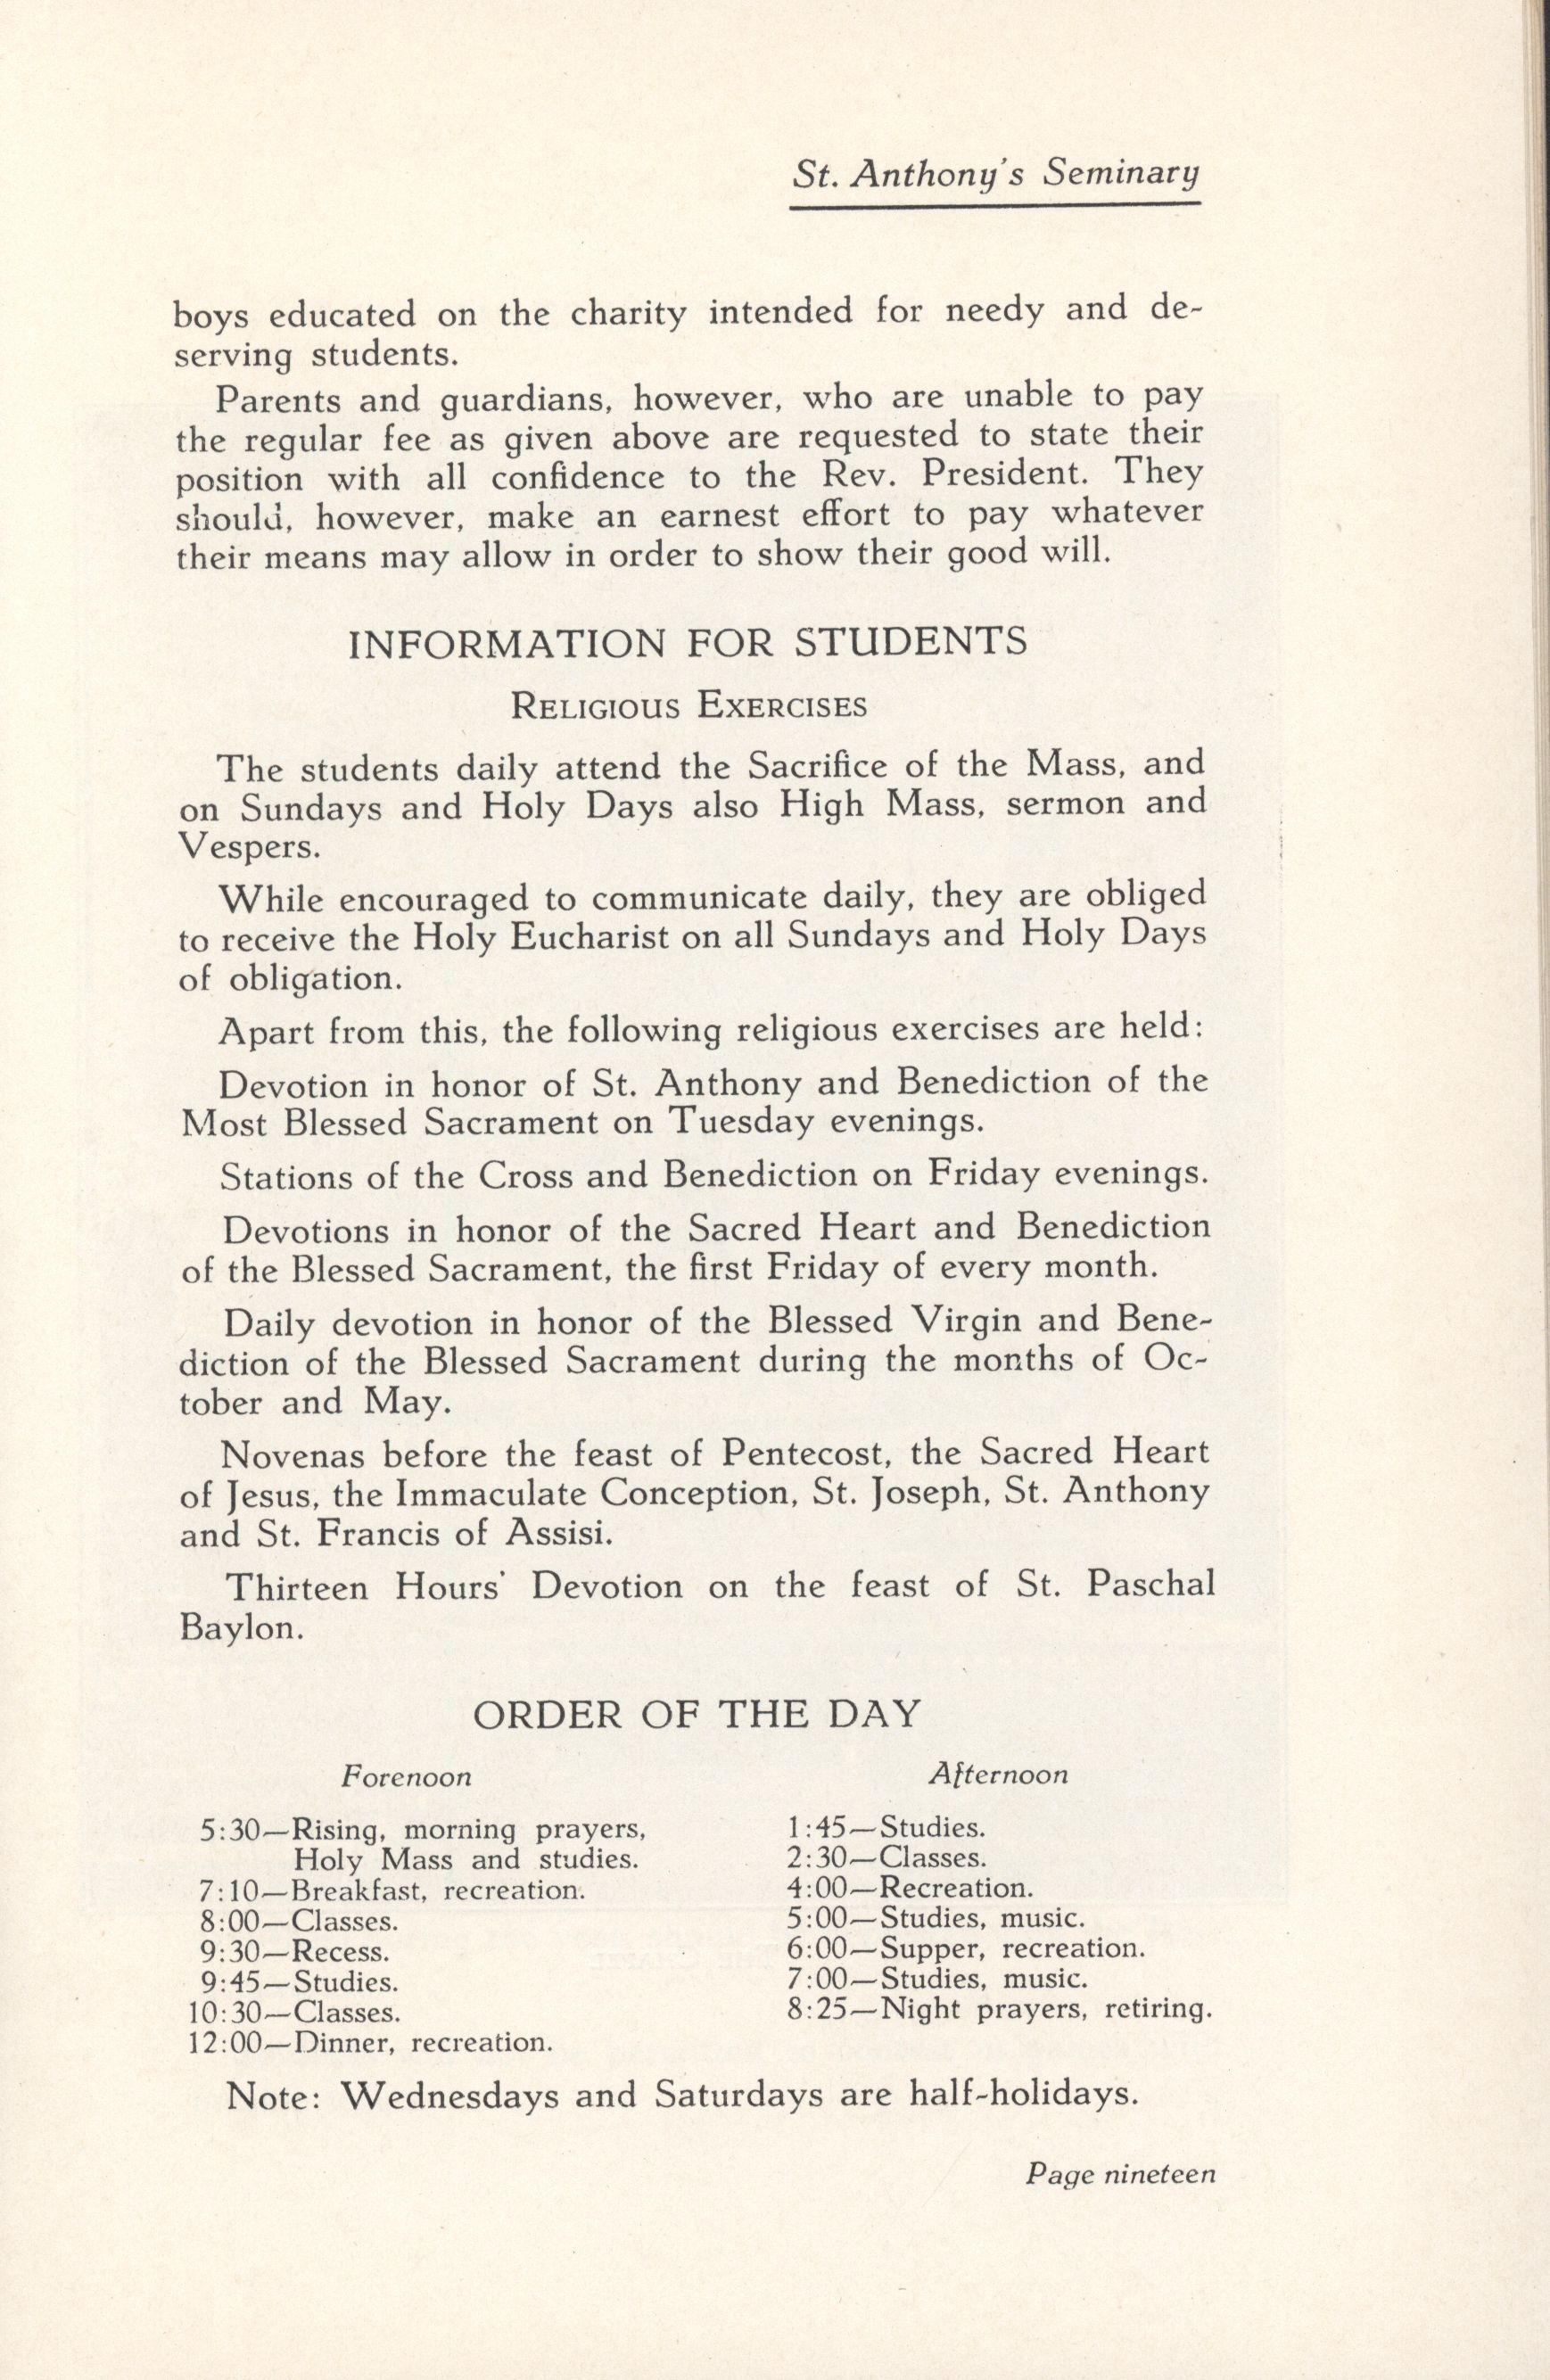 St. Anthony's Seminary
boys educated on the charity intended for needy and de-
serving students.
Parents and guardians, however, who are unable to pay
the regular fee as given above are requested to state their
position with all confidence to the Rev. President. They
should, however, make an earnest effort to pay whatever
their means may allow in order to show their good will.
INFORMATION FOR STUDENTS
RELIGIOUS EXERCISES
The students daily attend the Sacrifice of the Mass, and
on Sundays and Holy Days also High Mass, sermon and
Vespers.
While encouraged to communicate daily, they are obliged
to receive the Holy Eucharist on all Sundays and Holy Days
of obligation.
Apart from this, the following religious exercises are held:
Devotion in honor of St. Anthony and Benediction of the
Most Blessed Sacrament on Tuesday evenings.
Stations of the Cross and Benediction on Friday evenings.
Devotions in honor of the Sacred Heart and Benediction
of the Blessed Sacrament, the first Friday of every month.
Daily devotion in honor of the Blessed Virgin and Bene-
diction of the Blessed Sacrament during the months of Oc-
tober and May.
Novenas before the feast of Pentecost, the Sacred Heart
of Jesus, the Immaculate Conception, St. Joseph, St. Anthony
and St. Francis of Assisi.
Thirteen Hours' Devotion on the feast of St. Paschal
Baylon.
ORDER OF THE DAY
Forenoon
5:30—Rising, morning prayers,
Holy Mass and studies.
7:10—Breakfast, recreation.
8:00—Classes.
9:30—Recess.
9:45—Studies.
10:30—Classes.
12:00—Dinner, recreation.
Afternoon
1:45—Studies.
2:30—Classes.
4:00—Recreation.
5:00—Studies, music.
6:00—Supper, recreation.
7:00—Studies, music.
8:25—Night prayers, retiring.
Note: Wednesdays and Saturdays are half-holidays.
Page nineteen